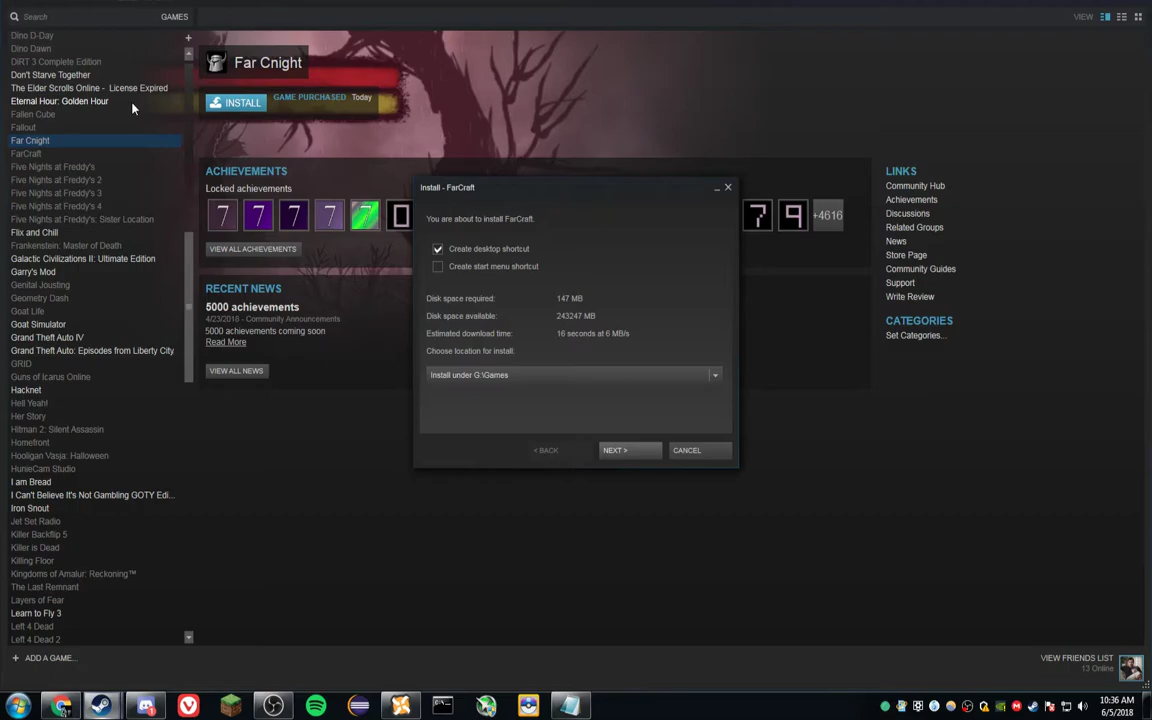 Search
GAMES
VIEW
Dino D-Day
Dino Dawn
DiRT 3 Complete Edition
Don't Starve Together
The Elder Scrolls Online - License Expired
Eternal Hour: Golden Hour
Fallen Cube
Fallout
Far Cnight
FarCraft
Five Nights at Freddy's
Five Nights at Freddy's 2
Five Nights at Freddy's 3
Five Nights at Freddy's 4
Five Nights at Freddy's: Sister Location
Flix and Chill
Frankenstein: Master of Death
Galactic Civilizations II: Ultimate Edition
Garry's Mod
Genital Jousting
Geometry Dash
Goat Life
Goat Simulator
Grand Theft Auto IV
Grand Theft Auto: Episodes from Liberty City
GRID
Guns of Icarus Online
Hacknet
Hell Yeah!
Her Story
Hitman 2: Silent Assassin
Homefront
Hooligan Vasja: Halloween
HunieCam Studio
I am Bread
I Can't Believe It's Not Gambling GOTY Edi...
Iron Snout
Jet Set Radio
Killer Backflip 5
Killer is Dead
Killing Floor
Kingdoms of Amalur: Reckoning™
The Last Remnant
Layers of Fear
Learn to Fly 3
Left 4 Dead
Left 4 Dead 2
+ ADD A GAME...
Far Cnight
INSTALL
GAME PURCHASED Today
ACHIEVEMENTS
Locked achievements
7 7 7 7 7 0
7 9 +4616
VIEW ALL ACHIEVEMENTS
RECENT NEWS
5000 achievements
4/23/2018 - Community Announcements
5000 achievements coming soon
Read More
VIEW ALL NEWS
Install - FarCraft
You are about to install FarCraft.
Create desktop shortcut
Create start menu shortcut
Disk space required: 147 MB
Disk space available: 243247 MB
Estimated download time: 16 seconds at 6 MB/s
Choose location for install:
Install under G:\Games
< BACK
NEXT >
CANCEL
LINKS
Community Hub
Achievements
Discussions
Related Groups
News
Store Page
Community Guides
Support
Write Review
CATEGORIES
Set Categories...
VIEW FRIENDS LIST
13 Online
10:36 AM
6/5/2018